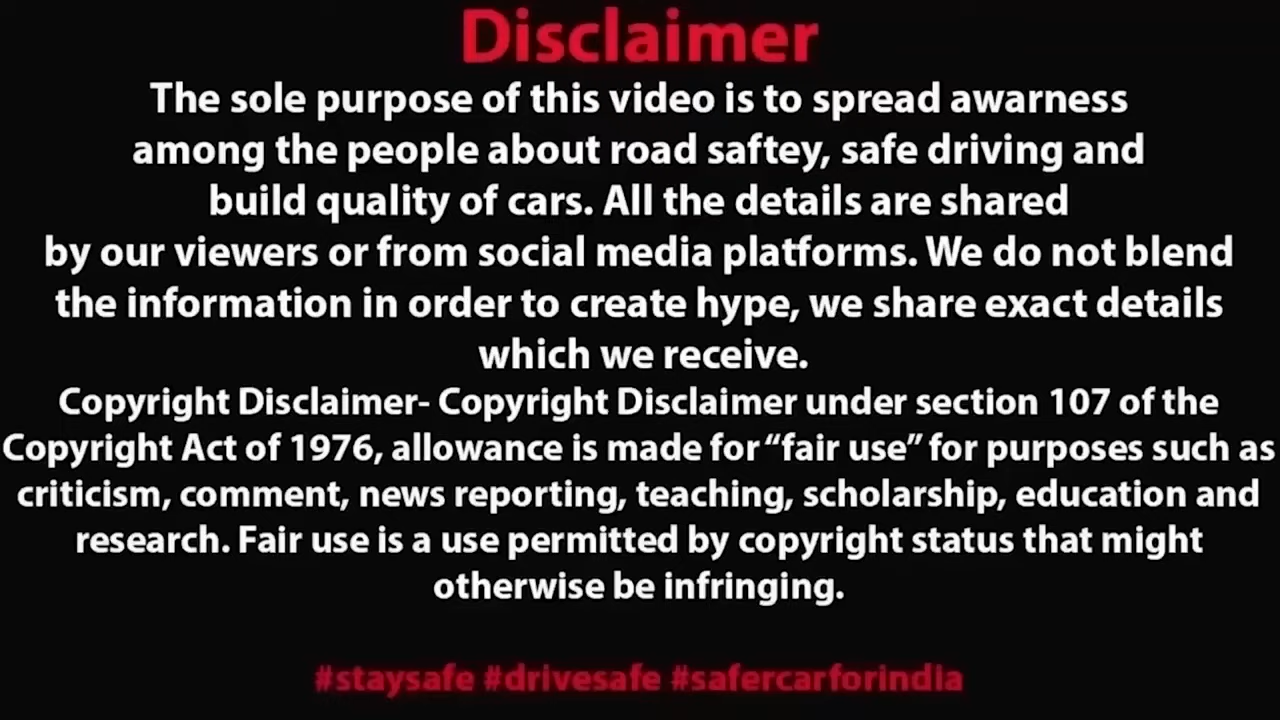 Disclaimer
The sole purpose of this video is to spread awarness
among the people about road saftey, safe driving and
build quality of cars. All the details are shared
by our viewers or from social media platforms. We do not blend
the information in order to create hype, we share exact details
which we receive.
Copyright Disclaimer- Copyright Disclaimer under section 107 of the
Copyright Act of 1976, allowance is made for “fair use” for purposes such as
criticism, comment, news reporting, teaching, scholarship, education and
research. Fair use is a use permitted by copyright status that might
otherwise be infringing.
#staysafe #drivesafe #safercarforindia